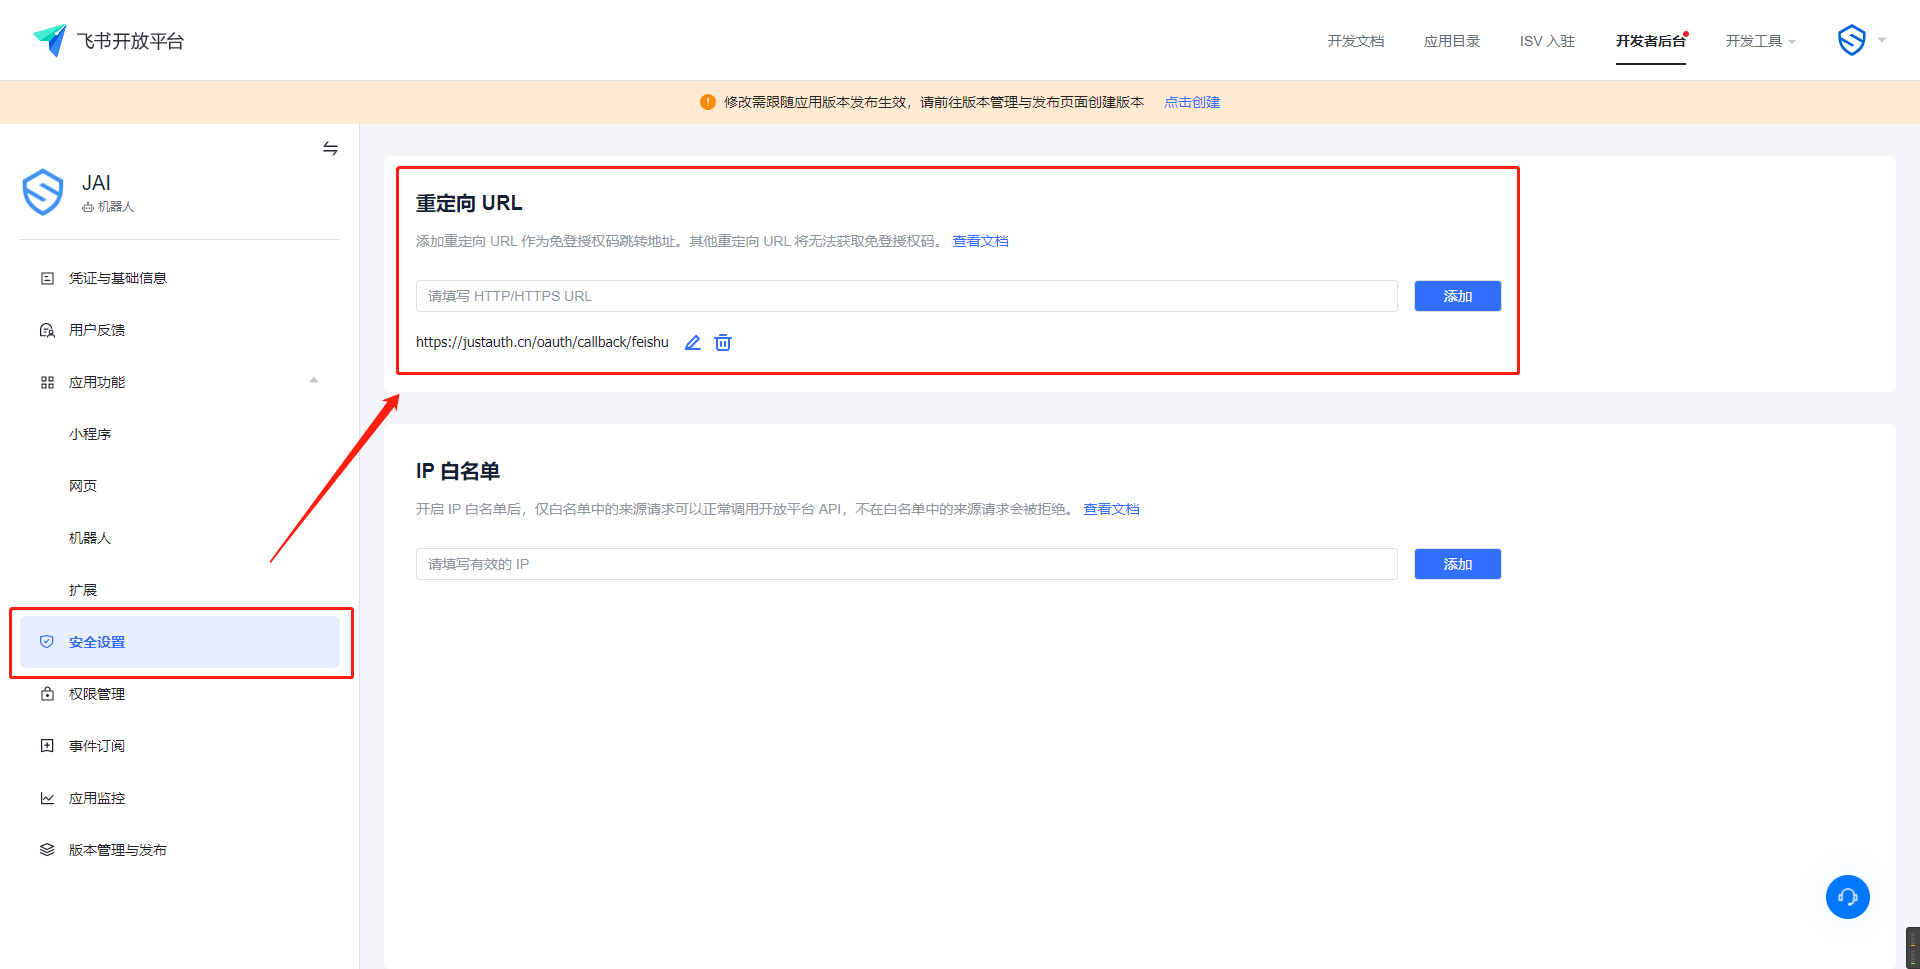 飞书开放平台
开发文档
应用目录
ISV 入驻
开发者后台
开发工具
修改需跟随应用版本发布生效，请前往版本管理与发布页面创建版本 点击创建
JAI
机器人
凭证与基础信息
用户反馈
应用功能
小程序
网页
机器人
扩展
安全设置
权限管理
事件订阅
应用监控
版本管理与发布
重定向 URL
添加重定向 URL 作为免登授权码跳转地址。其他重定向 URL 将无法获取免登授权码。 查看文档
请填写 HTTP/HTTPS URL
添加
https://justauth.cn/oauth/callback/feishu
IP 白名单
开启 IP 白名单后，仅白名单中的来源请求可以正常调用开放平台 API，不在白名单中的来源请求会被拒绝。 查看文档
请填写有效的 IP
添加